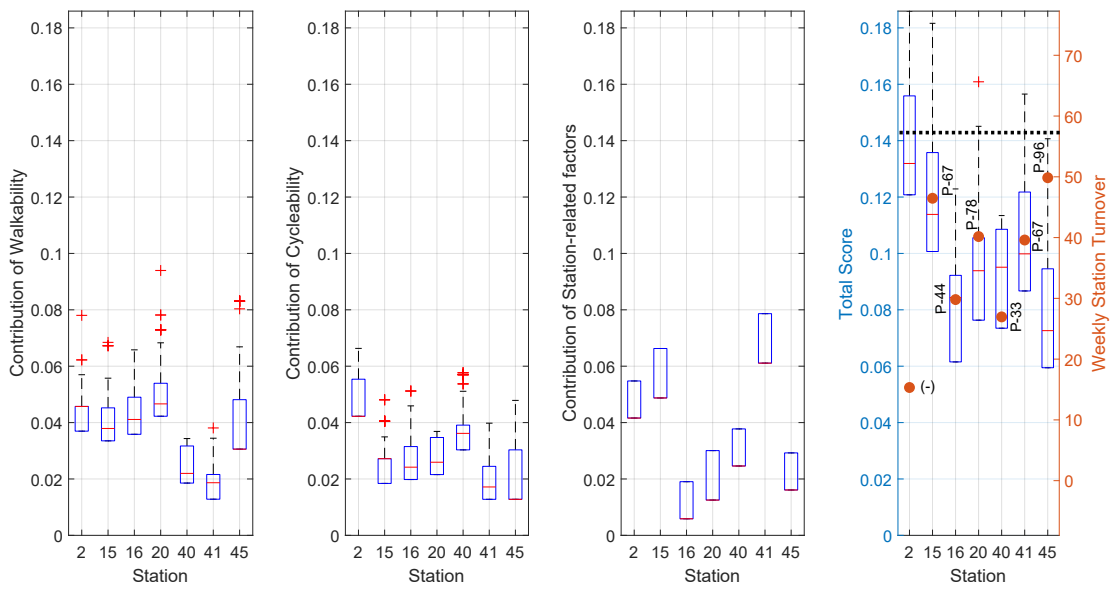 Contribution of Walkability
0.18
0.16
0.14
0.12
0.1
0.08
0.06
0.04
0.02
0
2 15 16 20 40 41 45
Station
Contribution of Cycleability
0.18
0.16
0.14
0.12
0.1
0.08
0.06
0.04
0.02
0
2 15 16 20 40 41 45
Station
Contribution of Station-related factors
0.18
0.16
0.14
0.12
0.1
0.08
0.06
0.04
0.02
0
2 15 16 20 40 41 45
Station
Total Score
0.18
0.16
0.14
0.12
0.1
0.08
0.06
0.04
0.02
0
(-)
P-67
P-44
P-78
P-33
P-67
P-96
2 15 16 20 40 41 45
Station
70
60
50
40
30
20
10
0
Weekly Station Turnover